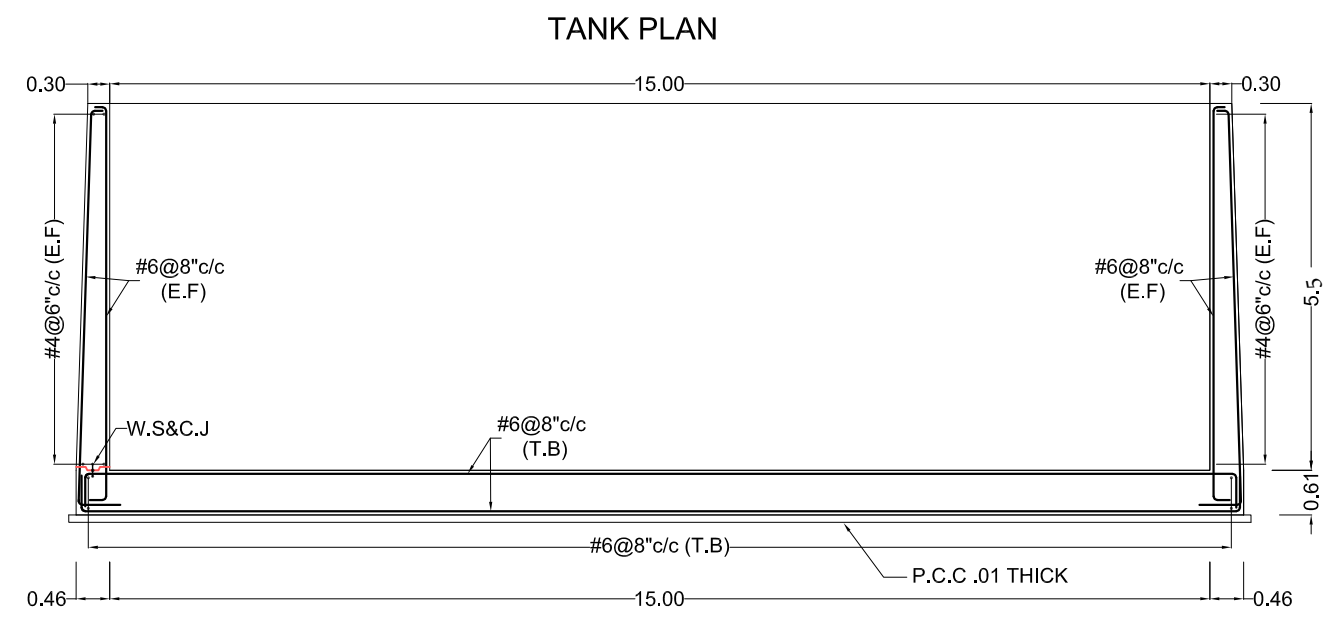 TANK PLAN
0.30
15.00
0.30
#4@6"c/c (E.F)
#6@8"c/c
(E.F)
#6@8"c/c
(E.F)
#4@6"c/c (E.F)
5.5
W.S&C.J
#6@8"c/c
(T.B)
0.61
#6@8"c/c (T.B)
P.C.C .01 THICK
0.46
15.00
0.46